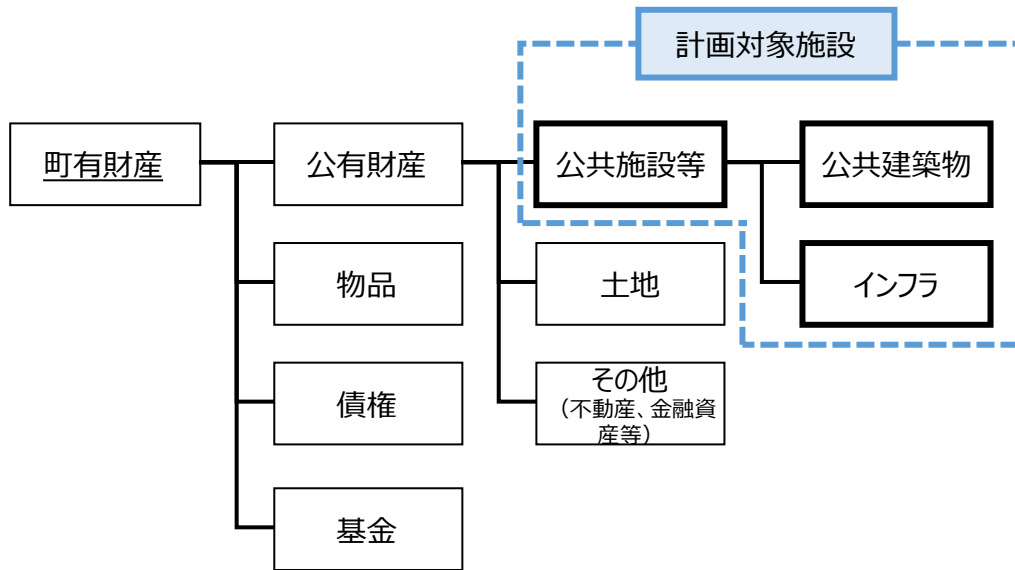 計画対象施設
町有財産
公有財産
公共施設等
公共建築物
物品
土地
インフラ
債権
その他
（不動産、金融資
産等）
基金